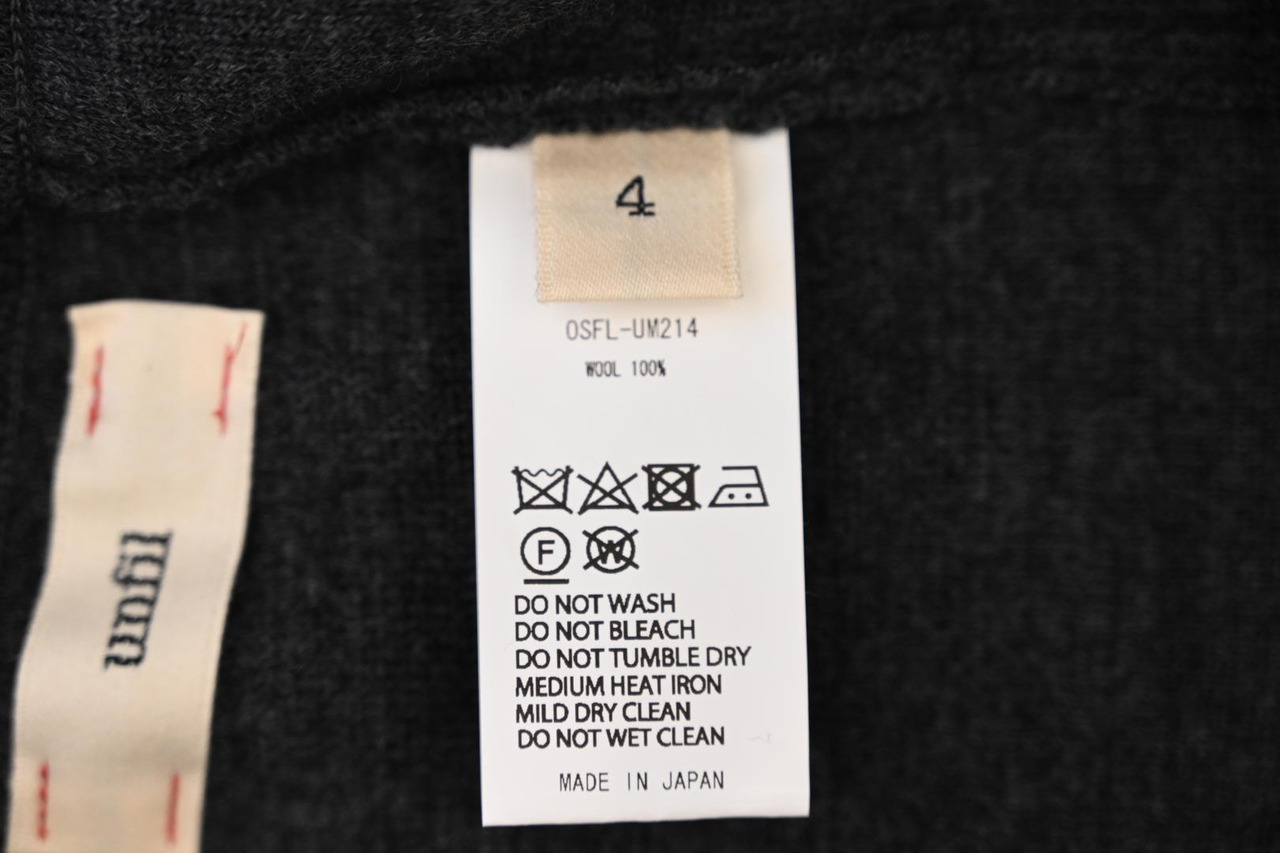 4
OSFL-UM214
WOOL 100%
F
W
DO NOT WASH
DO NOT BLEACH
DO NOT TUMBLE DRY
MEDIUM HEAT IRON
MILD DRY CLEAN
DO NOT WET CLEAN
MADE IN JAPAN
unfil